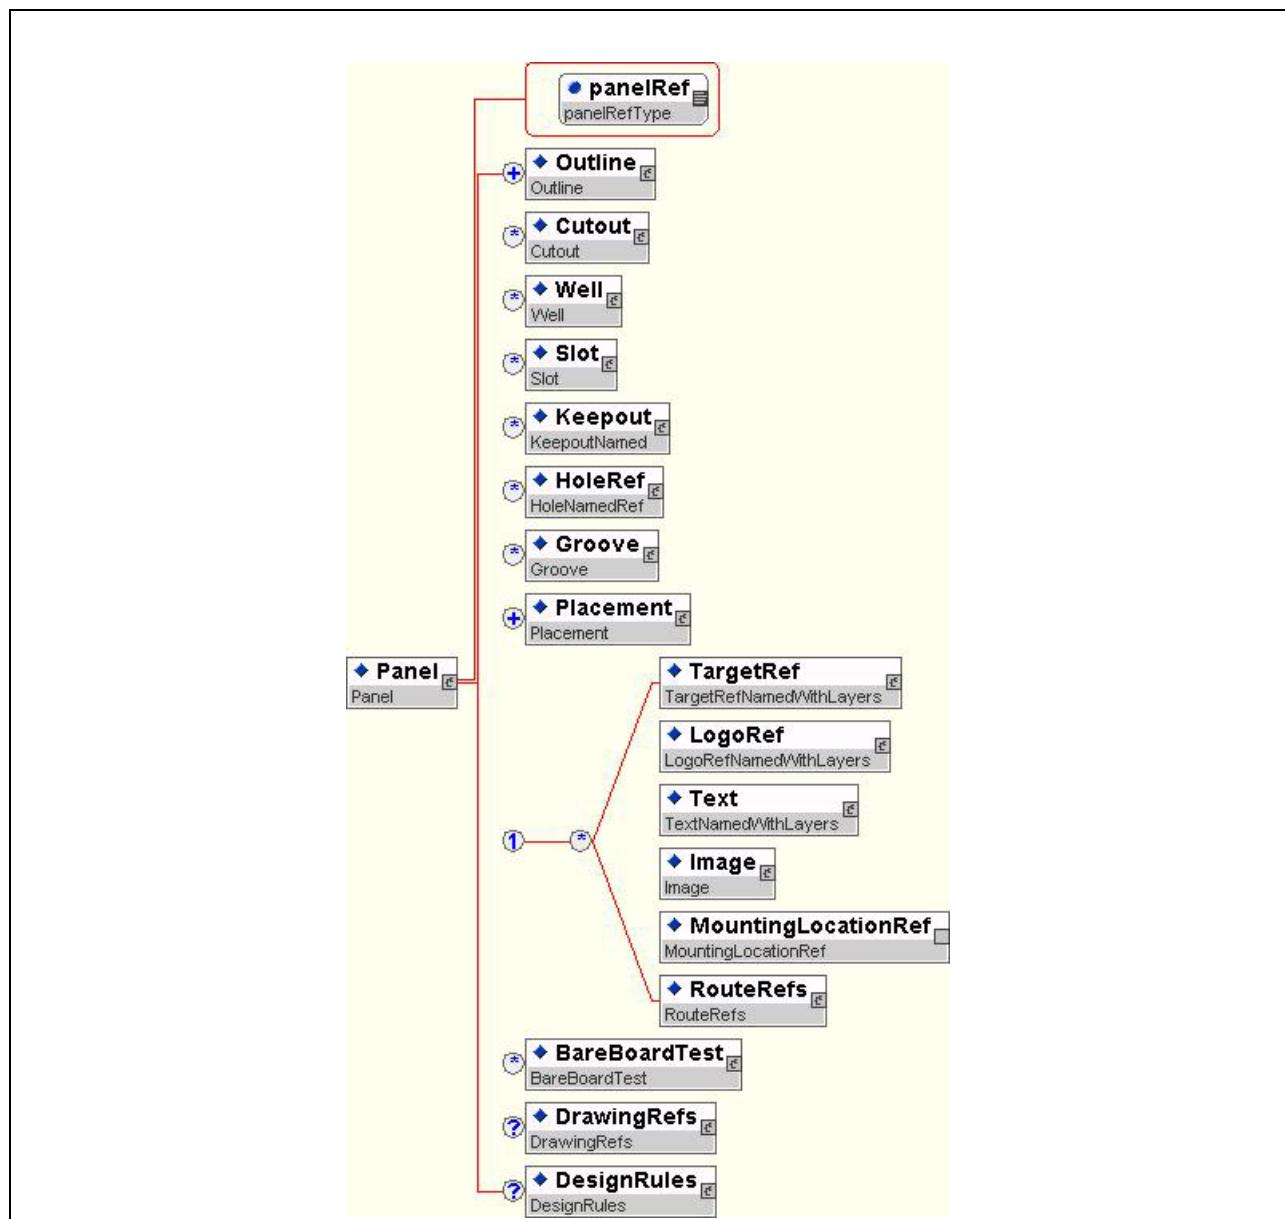 panelRef
panelRefType
+
Outline
Outline
*
Cutout
Cutout
*
Well
Well
*
Slot
Slot
*
Keepout
KeepoutNamed
*
HoleRef
HoleNamedRef
*
Groove
Groove
+
Placement
Placement
Panel
Panel
1
*
TargetRef
TargetRefNamedWithLayers
LogoRef
LogoRefNamedWithLayers
Text
TextNamedWithLayers
Image
Image
MountingLocationRef
MountingLocationRef
RouteRefs
RouteRefs
*
BareBoardTest
BareBoardTest
?
DrawingRefs
DrawingRefs
?
DesignRules
DesignRules